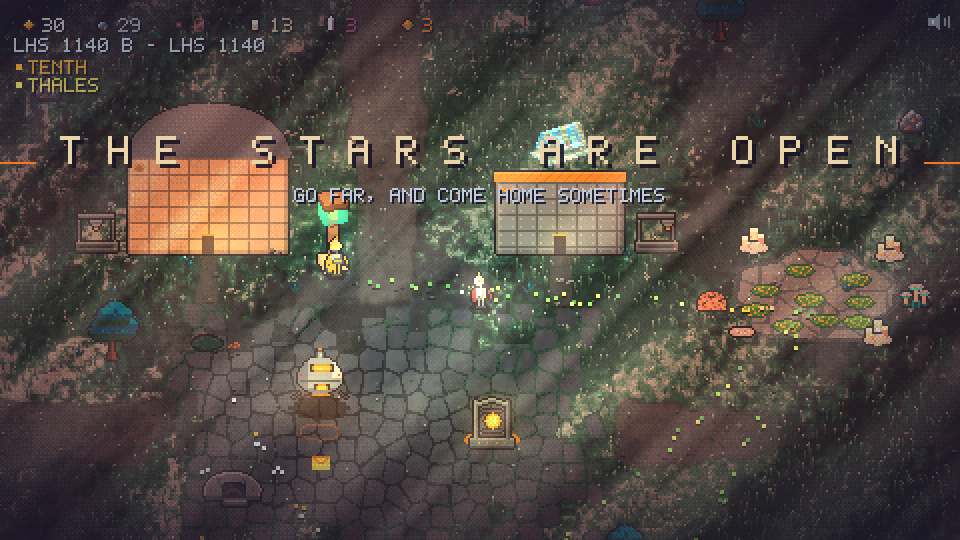 30 29 0 13 3 3
LHS 1140 B - LHS 1140
TENTH
THALES
THE STARS ARE OPEN
GO FAR, AND COME HOME SOMETIMES